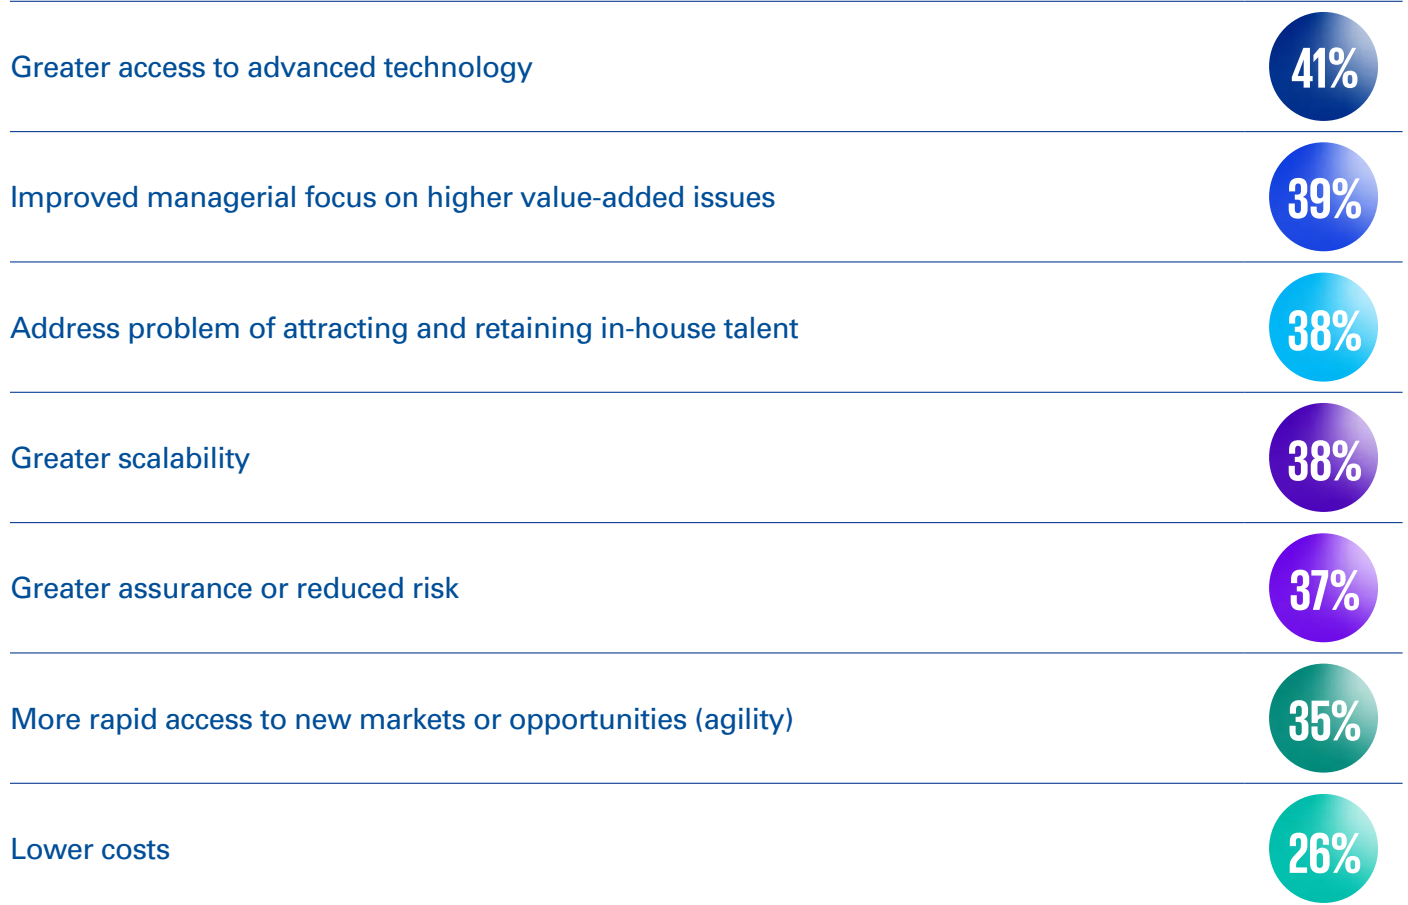 Greater access to advanced technology 41%
Improved managerial focus on higher value-added issues 39%
Address problem of attracting and retaining in-house talent 38%
Greater scalability 38%
Greater assurance or reduced risk 37%
More rapid access to new markets or opportunities (agility) 35%
Lower costs 26%